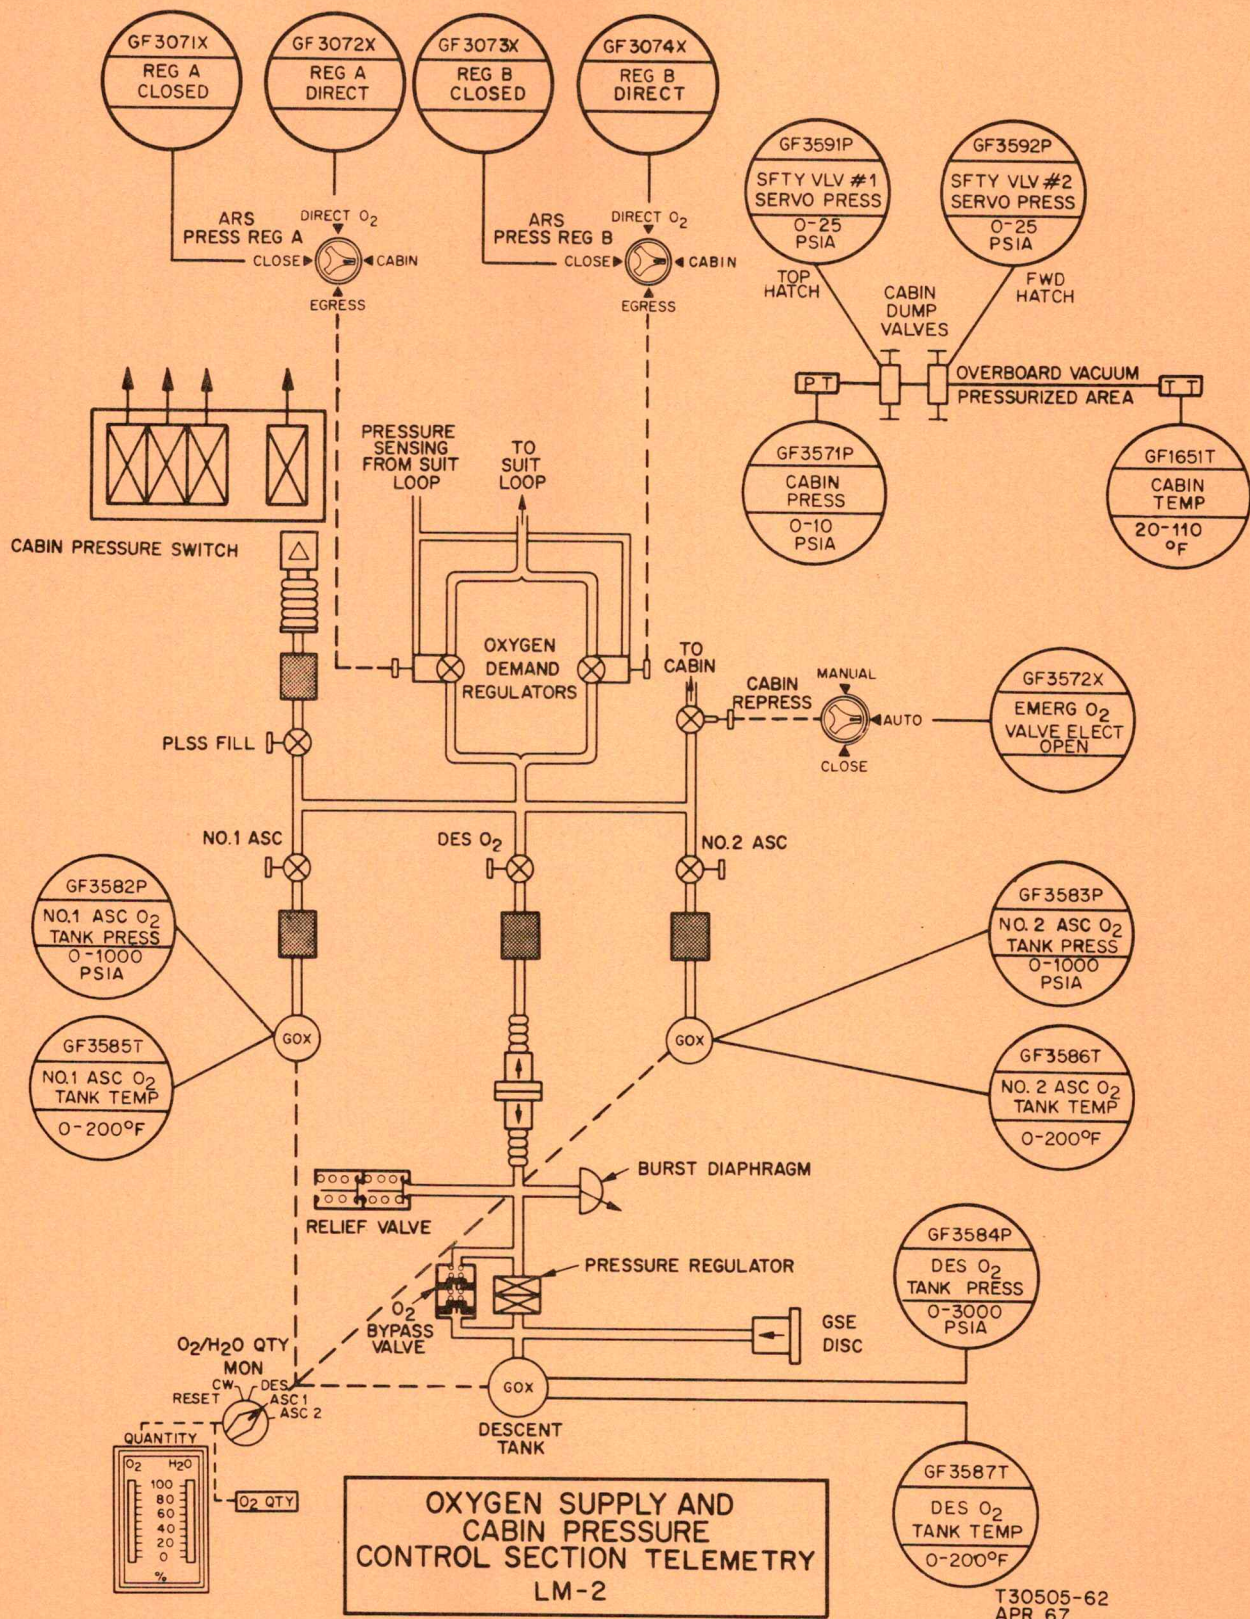 GF3071X
REG A
CLOSED
GF3072X
REG A
DIRECT
GF3073X
REG B
CLOSED
GF3074X
REG B
DIRECT
GF3591P
SFTY VLV #1
SERVO PRESS
0-25
PSIA
GF3592P
SFTY VLV #2
SERVO PRESS
0-25
PSIA
ARS
PRESS REG A
DIRECT O2
CLOSE
CABIN
EGRESS
ARS
PRESS REG B
DIRECT O2
CLOSE
CABIN
EGRESS
TOP
HATCH
CABIN
DUMP
VALVES
FWD
HATCH
PT
OVERBOARD VACUUM
PRESSURIZED AREA
TT
GF3571P
CABIN
PRESS
0-10
PSIA
GF1651T
CABIN
TEMP
20-110
°F
PRESSURE
SENSING
FROM SUIT
LOOP
TO
SUIT
LOOP
CABIN PRESSURE SWITCH
OXYGEN
DEMAND
REGULATORS
TO
CABIN
CABIN
REPRESS
MANUAL
AUTO
CLOSE
GF3572X
EMERG O2
VALVE ELECT
OPEN
PLSS FILL
NO.1 ASC
DES O2
NO.2 ASC
GF3582P
NO.1 ASC O2
TANK PRESS
0-1000
PSIA
GF3583P
NO. 2 ASC O2
TANK PRESS
0-1000
PSIA
GF3585T
NO.1 ASC O2
TANK TEMP
0-200°F
GOX
GOX
GF3586T
NO. 2 ASC O2
TANK TEMP
0-200°F
BURST DIAPHRAGM
RELIEF VALVE
PRESSURE REGULATOR
O2
BYPASS
VALVE
GSE
DISC
GF3584P
DES O2
TANK PRESS
0-3000
PSIA
O2/H2O QTY
MON
CW
DES
RESET
ASC 1
ASC 2
GOX
DESCENT
TANK
QUANTITY
O2 H2O
100
80
60
40
20
0
%
O2 QTY
GF3587T
DES O2
TANK TEMP
0-200°F
OXYGEN SUPPLY AND
CABIN PRESSURE
CONTROL SECTION TELEMETRY
LM-2
T30505-62
APR 67